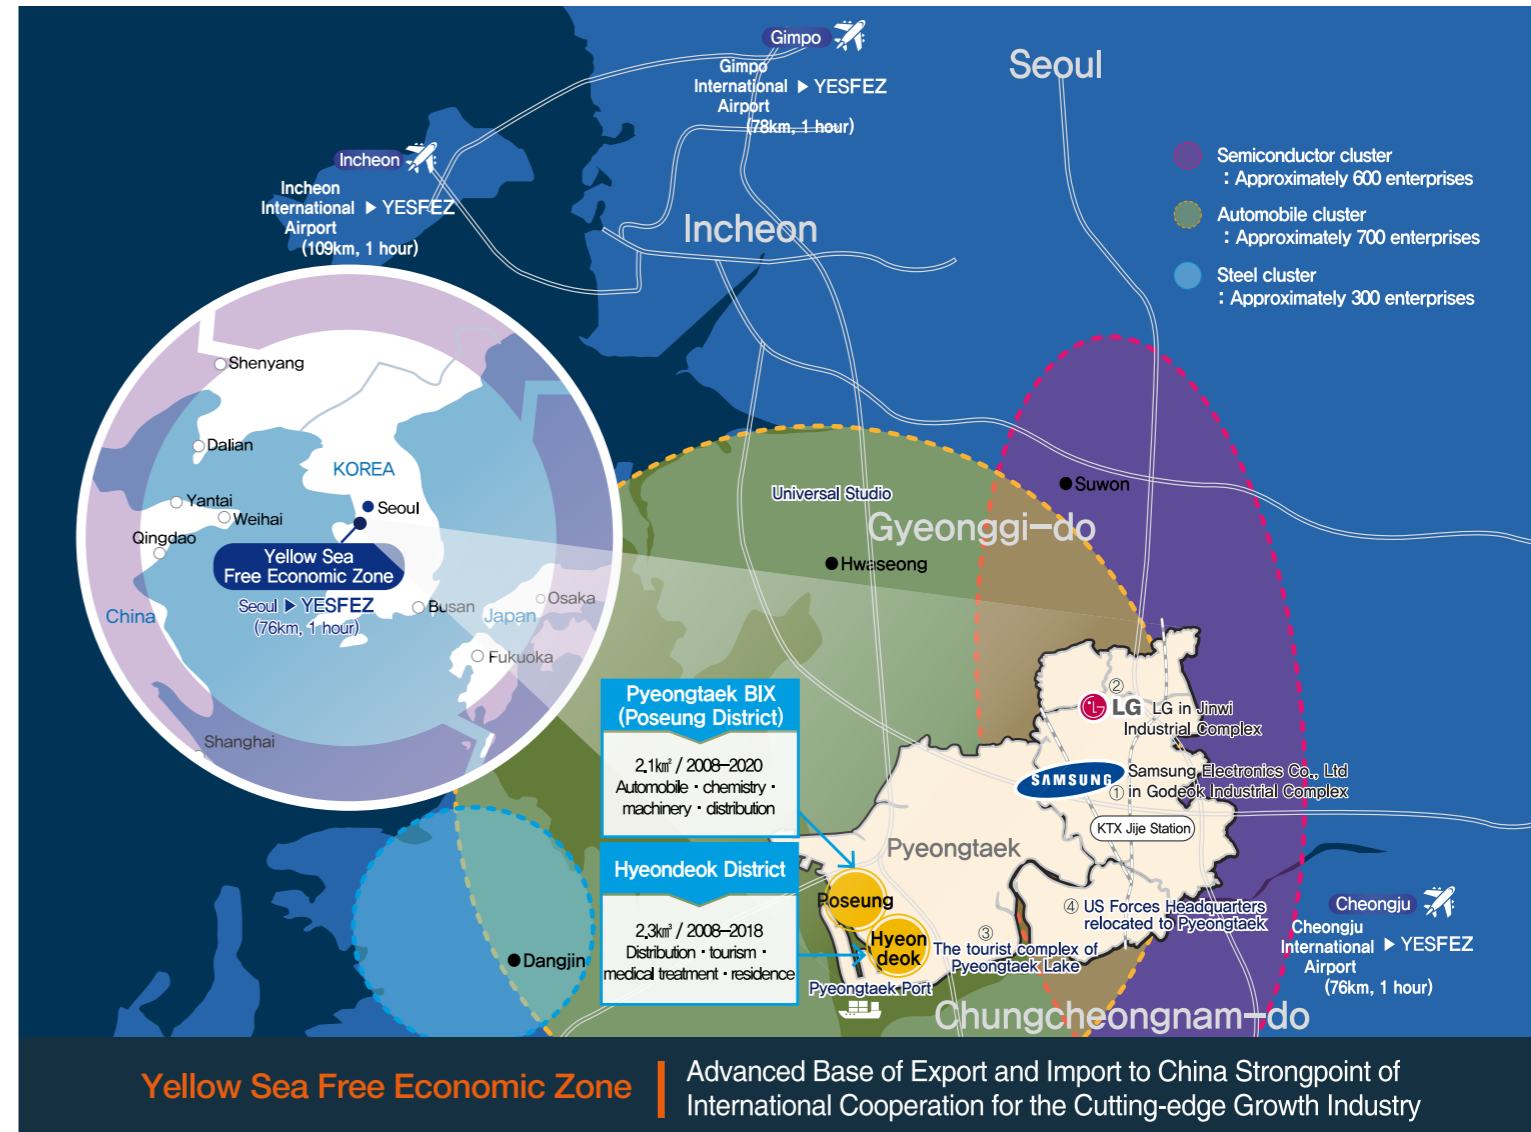 Gimpo
Gimpo
International ▶ YESFEZ
Airport
(78km, 1 hour)
Seoul
Incheon
Incheon
International ▶ YESFEZ
Airport
(109km, 1 hour)
Incheon
Semiconductor cluster
: Approximately 600 enterprises
Automobile cluster
: Approximately 700 enterprises
Steel cluster
: Approximately 300 enterprises
Shenyang
Dalian
KOREA
Yantai
Weihai
Qingdao
Seoul
Yellow Sea
Free Economic Zone
Seoul ▶ YESFEZ
(76km, 1 hour)
China
Busan
Japan
Osaka
Fukuoka
Shanghai
Universal Studio
Gyeonggi-do
Suwon
Hwaseong
Pyeongtaek BIX
(Poseung District)
2.1㎢ / 2008-2020
Automobile · chemistry ·
machinery · distribution
Hyeondeok District
2.3㎢ / 2008-2018
Distribution · tourism ·
medical treatment · residence
②
LG
LG in Jinwi
Industrial Complex
SAMSUNG
Samsung Electronics Co., Ltd
① in Godeok Industrial Complex
KTX Jije Station
Pyeongtaek
Poseung
Hyeon
deok
③
The tourist complex of
Pyeongtaek Lake
④ US Forces Headquarters
relocated to Pyeongtaek
Pyeongtaek Port
Dangjin
Cheongju
Cheongju
International ▶ YESFEZ
Airport
(76km, 1 hour)
Chungcheongnam-do
Yellow Sea Free Economic Zone
Advanced Base of Export and Import to China Strongpoint of
International Cooperation for the Cutting-edge Growth Industry